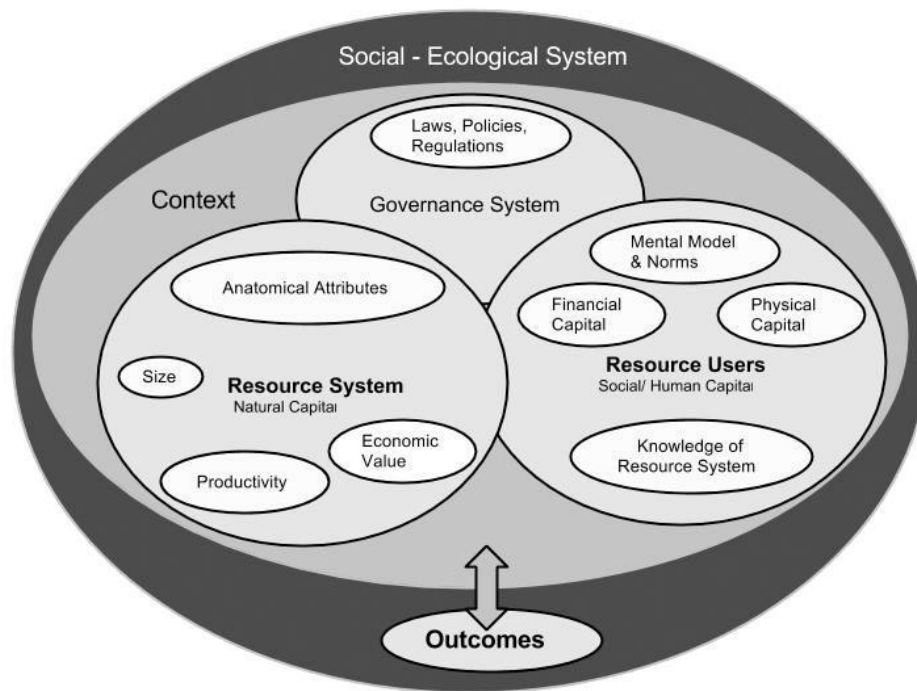 Social - Ecological System
Laws, Policies,
Regulations
Context
Governance System
Mental Model
& Norms
Anatomical Attributes
Financial
Capital
Physical
Capital
Size
Resource System
Natural Capital
Resource Users
Social/ Human Capital
Economic
Value
Productivity
Knowledge of
Resource System
Outcomes